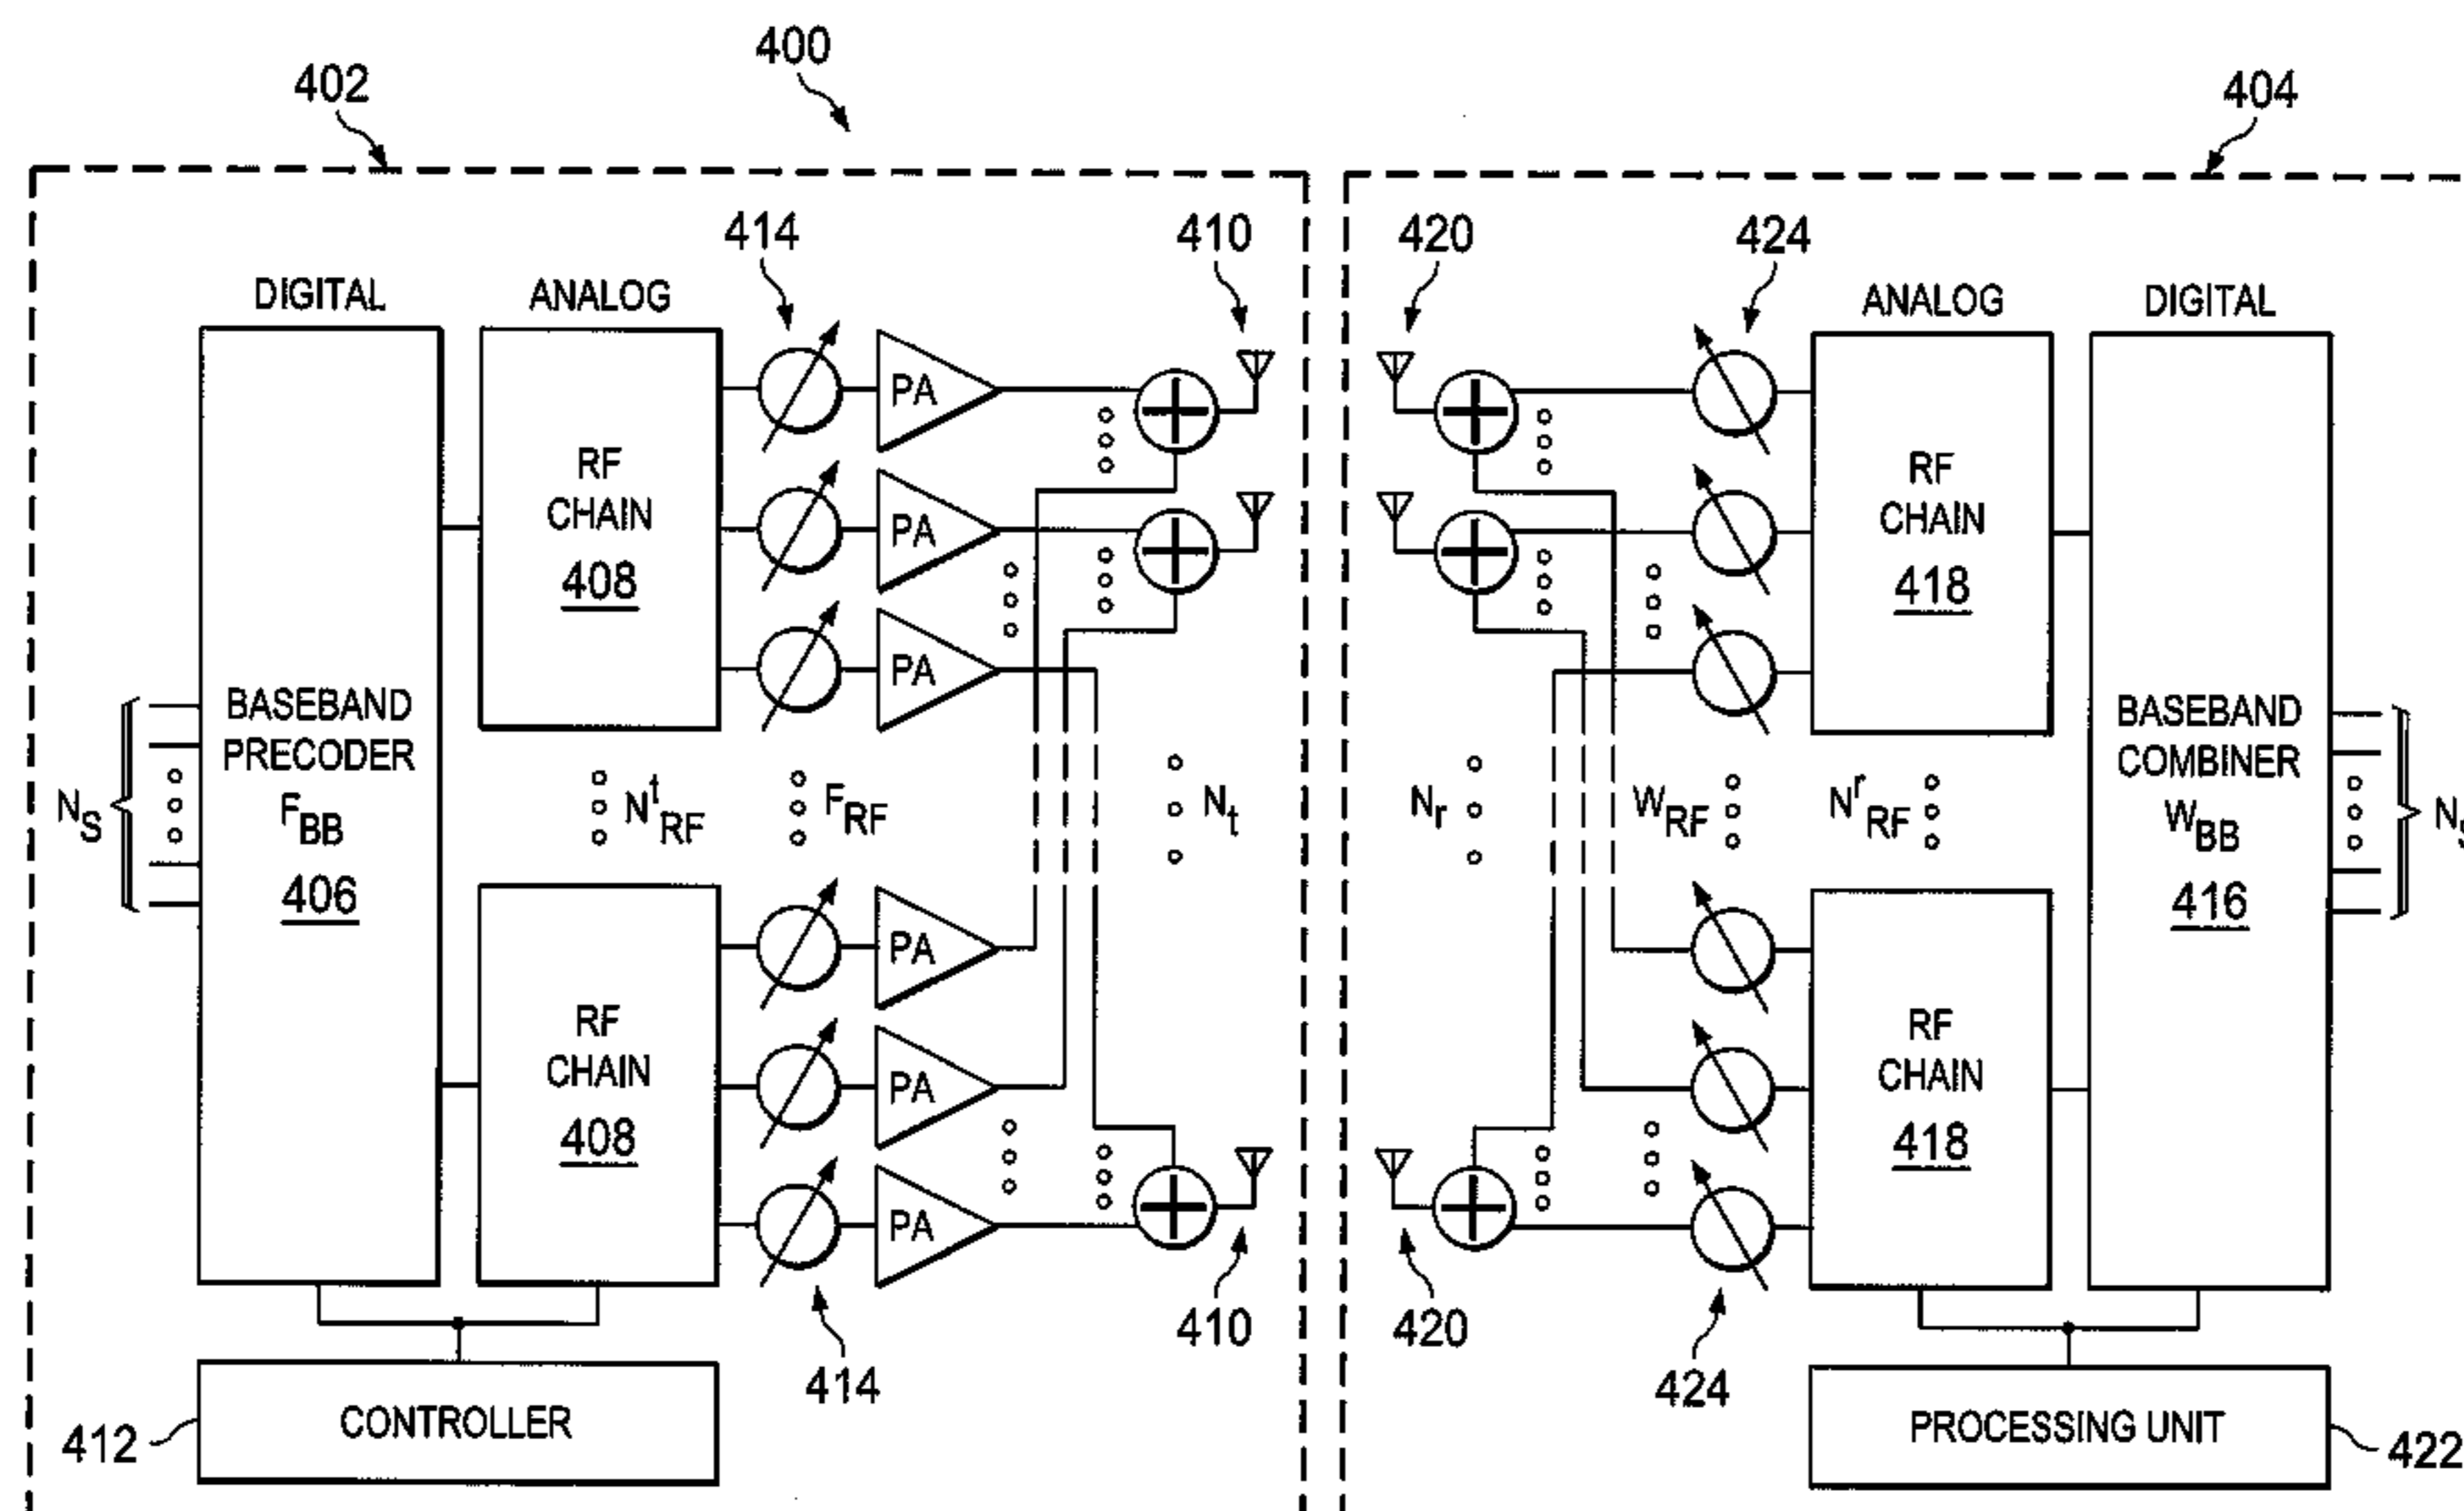 400
402
404
414
410
420
424
DIGITAL
ANALOG
ANALOG
DIGITAL
PA
PA
PA
RF
CHAIN
408
RF
CHAIN
418
BASEBAND
PRECODER
F_BB
406
N_S
N^t_RF
F_RF
N_t
N_r
W_RF
N^r_RF
BASEBAND
COMBINER
W_BB
416
N_S
PA
PA
PA
RF
CHAIN
408
RF
CHAIN
418
410
420
414
424
CONTROLLER
412
PROCESSING UNIT
422